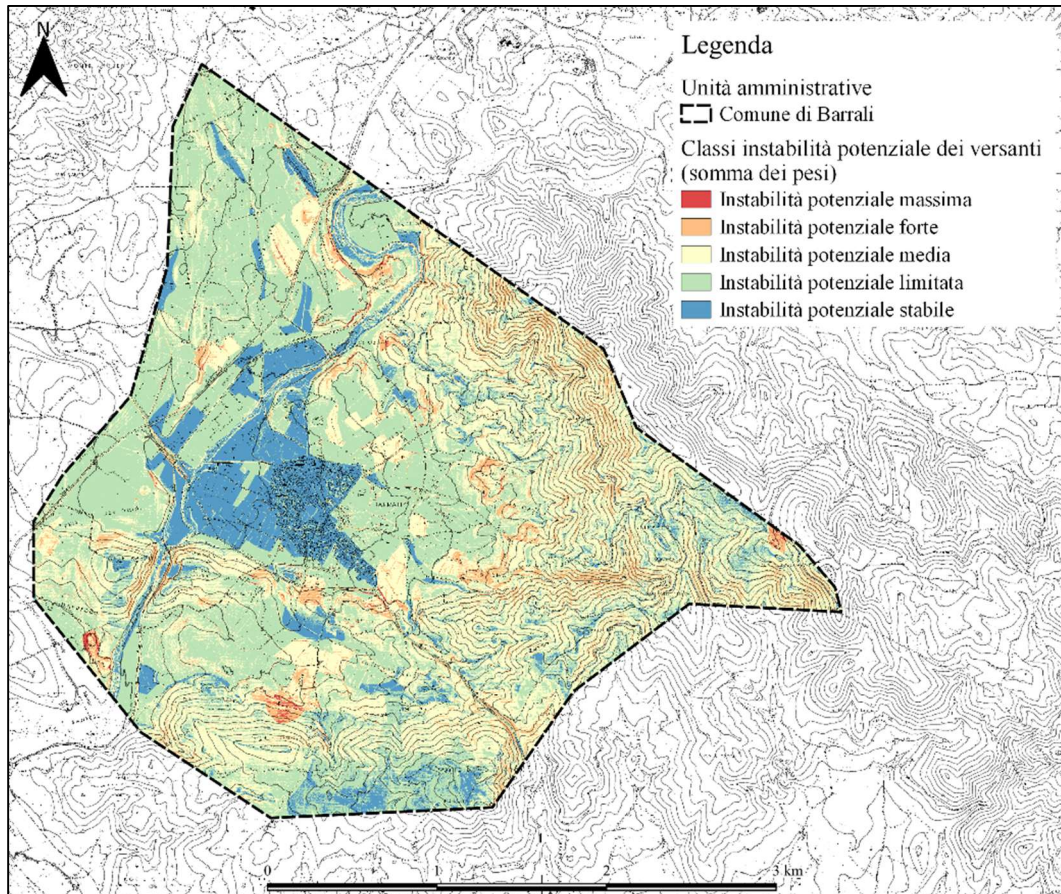 N
Legenda
Unità amministrative
Comune di Barrali
Classi instabilità potenziale dei versanti
(somma dei pesi)
Instabilità potenziale massima
Instabilità potenziale forte
Instabilità potenziale media
Instabilità potenziale limitata
Instabilità potenziale stabile
0 1 2 3 km